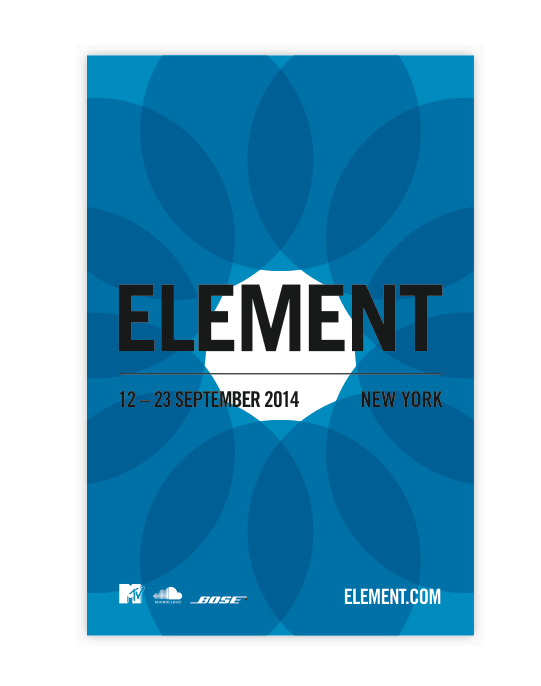 ELEMENT
12 – 23 SEPTEMBER 2014 NEW YORK
MTV SOUNDCLOUD BOSE ELEMENT.COM